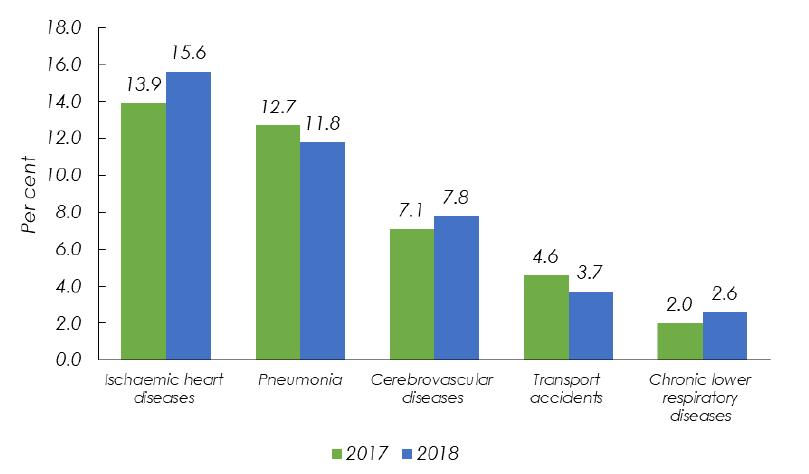 18.0
16.0
14.0
12.0
10.0
8.0
6.0
4.0
2.0
0.0
Per cent
13.9
15.6
12.7
11.8
7.1
7.8
4.6
3.7
2.0
2.6
Ischaemic heart
diseases
Pneumonia
Cerebrovascular
diseases
Transport
accidents
Chronic lower
respiratory
diseases
2017 2018